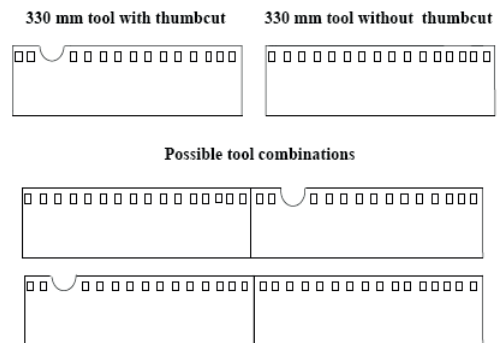 330 mm tool with thumbcut
330 mm tool without thumbcut
Possible tool combinations